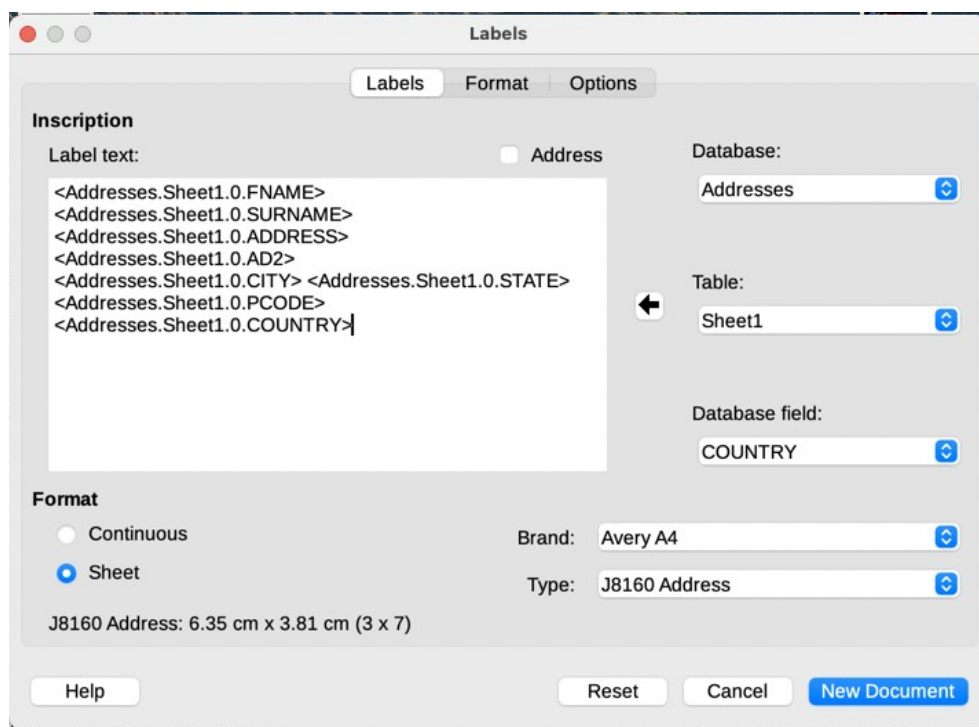 Labels
Labels Format Options
Inscription
Label text:
Address
Database:
<Addresses.Sheet1.0.FNAME>
<Addresses.Sheet1.0.SURNAME>
<Addresses.Sheet1.0.ADDRESS>
<Addresses.Sheet1.0.AD2>
<Addresses.Sheet1.0.CITY> <Addresses.Sheet1.0.STATE>
<Addresses.Sheet1.0.PCODE>
<Addresses.Sheet1.0.COUNTRY>
Addresses
Table:
Sheet1
Database field:
COUNTRY
Format
Continuous
Sheet
Brand: Avery A4
Type: J8160 Address
J8160 Address: 6.35 cm x 3.81 cm (3 x 7)
Help Reset Cancel New Document